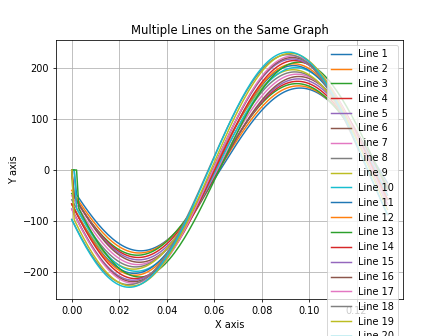 Multiple Lines on the Same Graph
Y axis
200
100
0
−100
−200
0.00
0.02
0.04
0.06
0.08
0.10
X axis
Line 1
Line 2
Line 3
Line 4
Line 5
Line 6
Line 7
Line 8
Line 9
Line 10
Line 11
Line 12
Line 13
Line 14
Line 15
Line 16
Line 17
Line 18
Line 19
Line 20